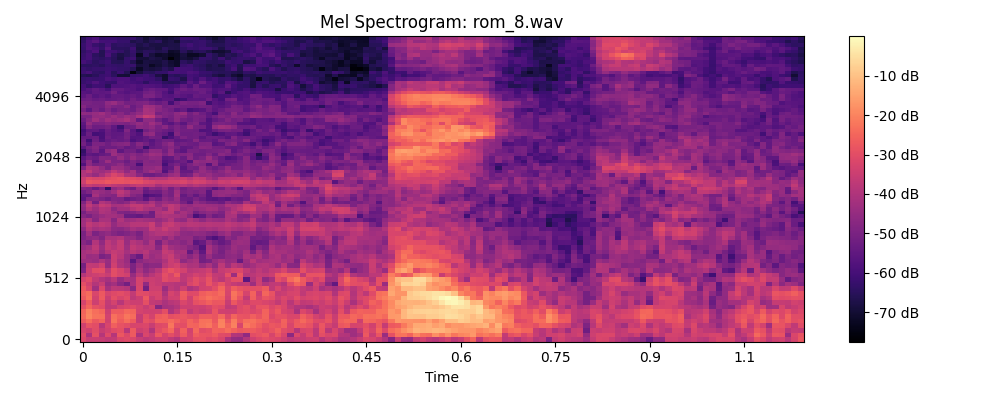 Mel Spectrogram: rom_8.wav
Hz
4096
2048
1024
512
0
0
0.15
0.3
0.45
0.6
0.75
0.9
1.1
Time
-10 dB
-20 dB
-30 dB
-40 dB
-50 dB
-60 dB
-70 dB